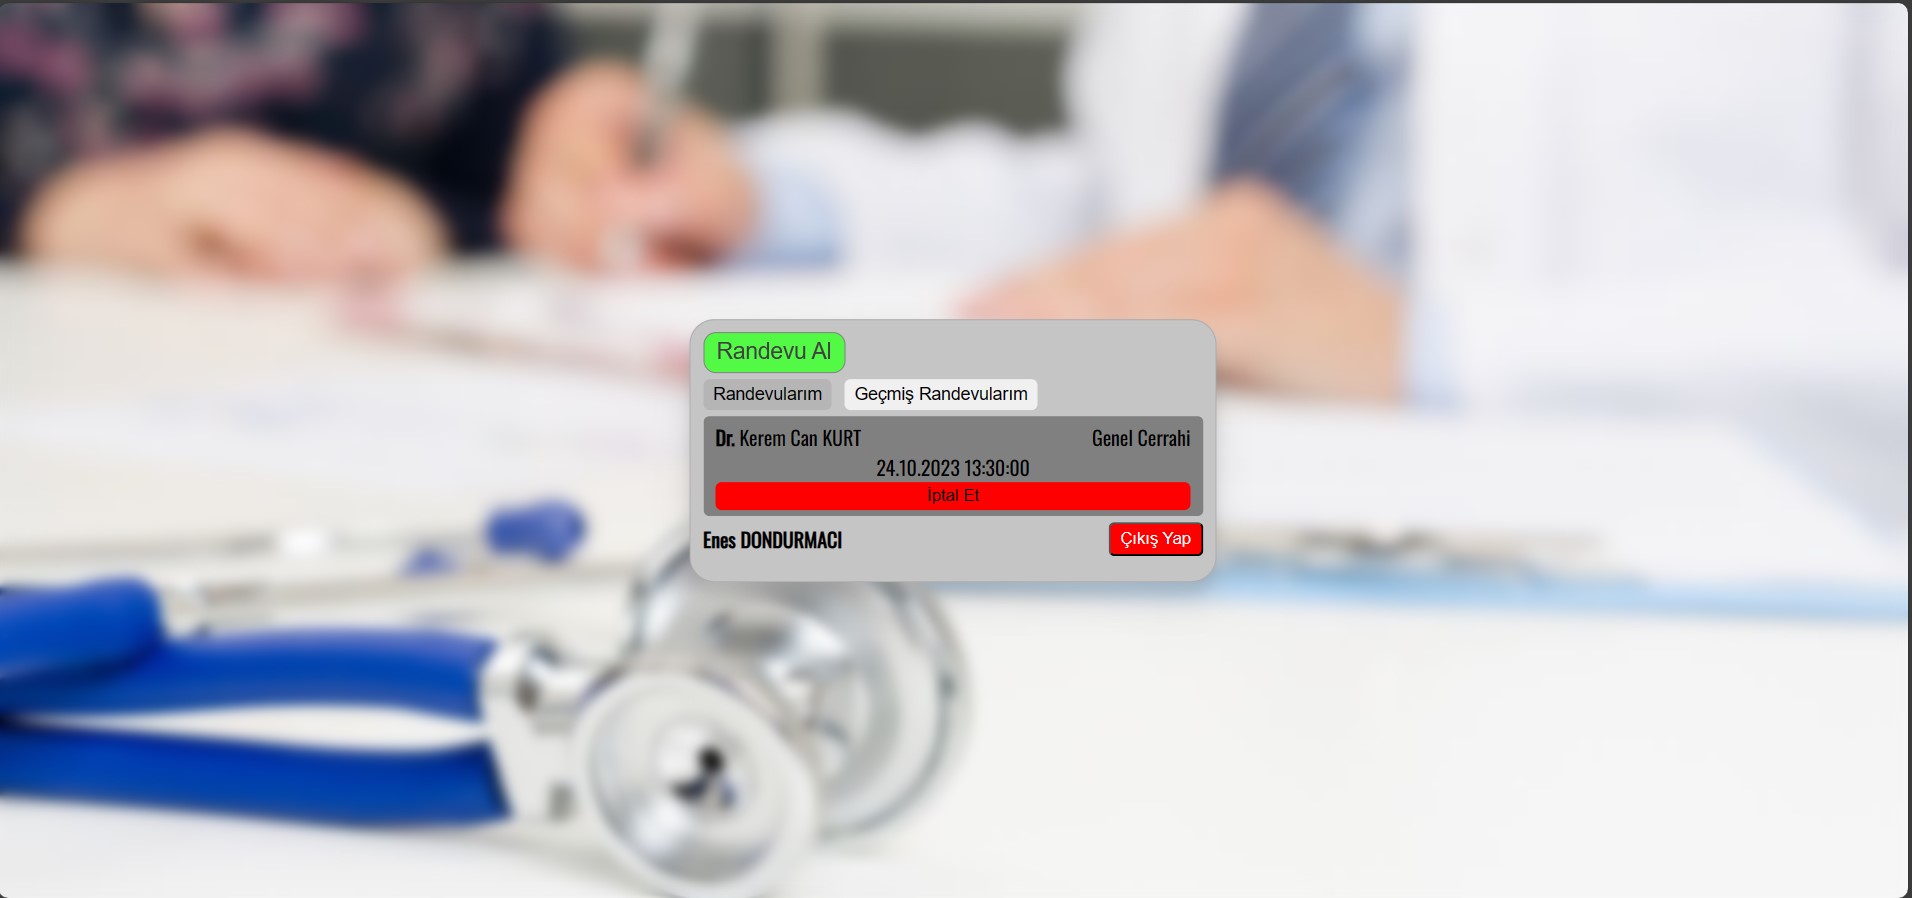 Randevu Al
Randevularım Geçmiş Randevularım
Dr. Kerem Can KURT Genel Cerrahi
24.10.2023 13:30:00
İptal Et
Enes DONDURMACI Çıkış Yap